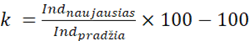 k = Ind_naujausias / Ind_pradžia × 100 − 100